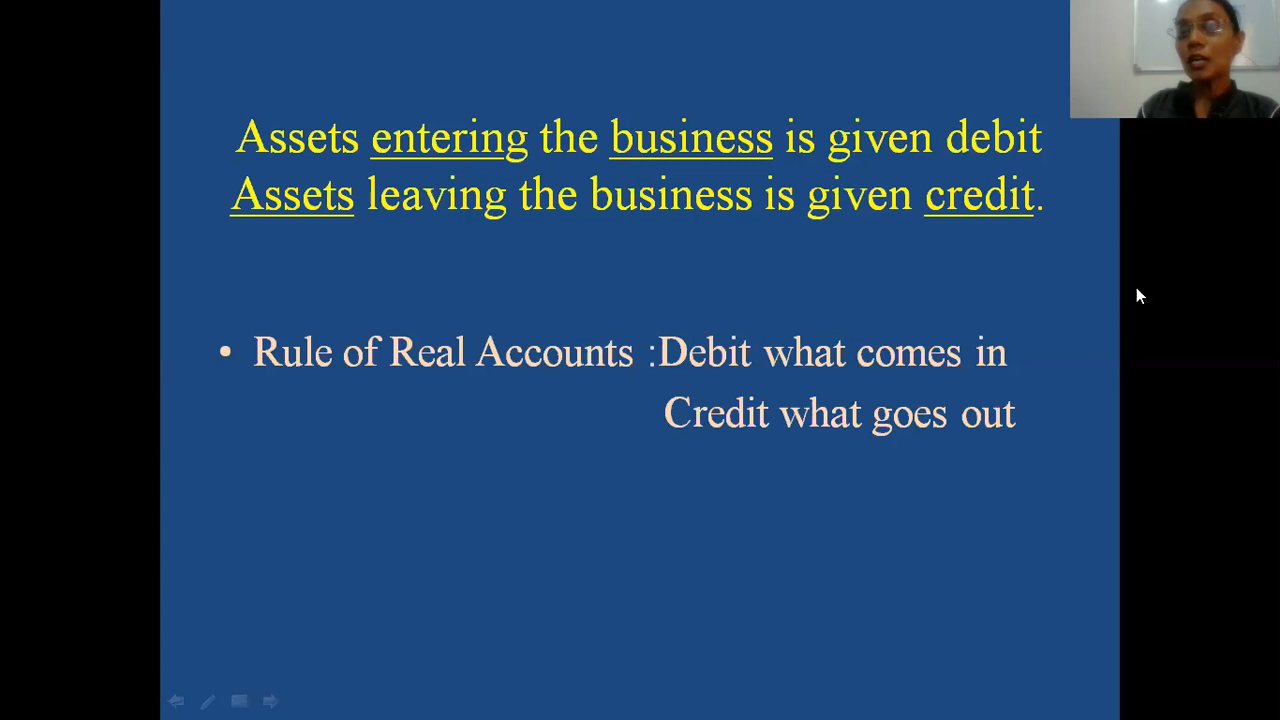 Assets entering the business is given debit
Assets leaving the business is given credit.
• Rule of Real Accounts :Debit what comes in
Credit what goes out